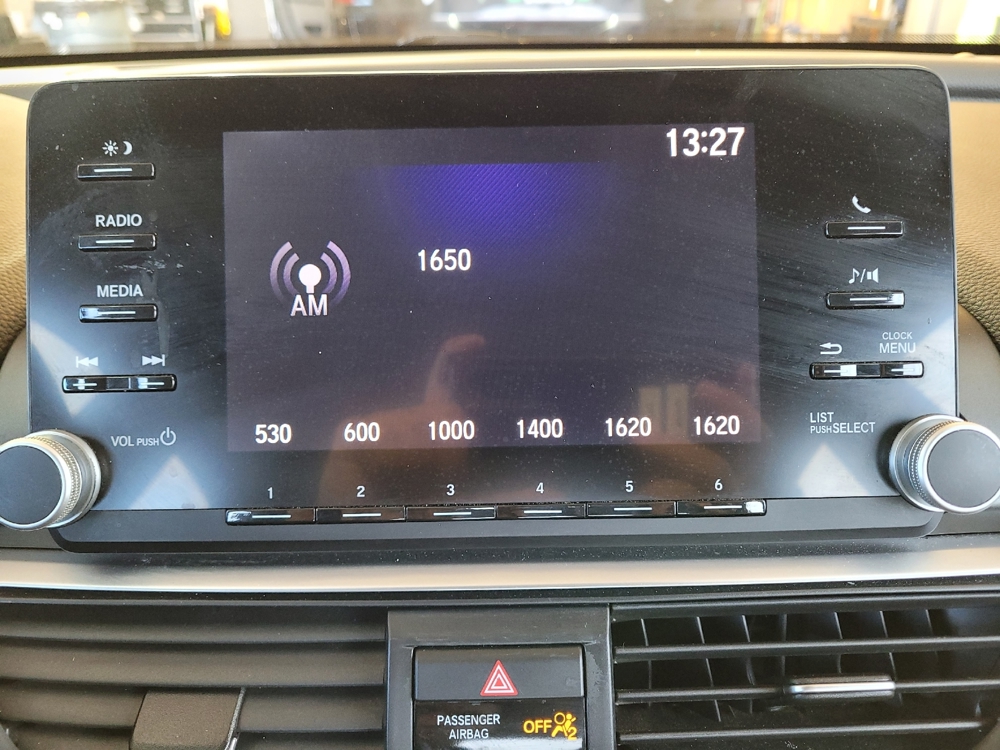 13:27
RADIO
MEDIA
VOL PUSH
1650
AM
530 600 1000 1400 1620 1620
1 2 3 4 5 6
CLOCK
MENU
LIST
PUSH SELECT
PASSENGER
AIRBAG
OFF
2